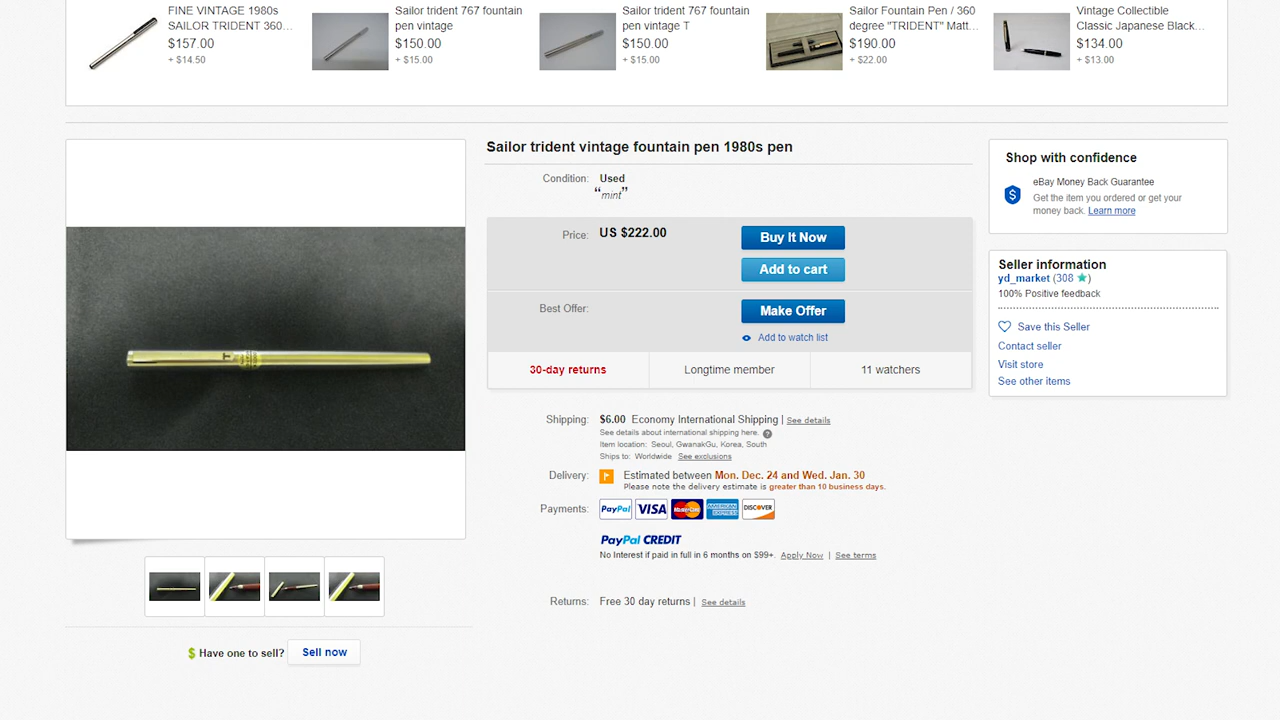 FINE VINTAGE 1980s
SAILOR TRIDENT 360...
$157.00
+ $14.50
Sailor trident 767 fountain
pen vintage
$150.00
+ $15.00
Sailor trident 767 fountain
pen vintage T
$150.00
+ $15.00
Sailor Fountain Pen / 360
degree "TRIDENT" Matt...
$190.00
+ $22.00
Vintage Collectible
Classic Japanese Black...
$134.00
+ $13.00
Sailor trident vintage fountain pen 1980s pen
Condition: Used
“mint”
Price: US $222.00
Buy It Now
Add to cart
Best Offer:
Make Offer
Add to watch list
30-day returns
Longtime member
11 watchers
Shipping: $6.00 Economy International Shipping | See details
See details about international shipping here. ?
Item location: Seoul, GwanakGu, Korea, South
Ships to: Worldwide See exclusions
Delivery: Estimated between Mon. Dec. 24 and Wed. Jan. 30
Please note the delivery estimate is greater than 10 business days.
Payments: PayPal VISA MasterCard AMERICAN EXPRESS DISCOVER
PayPal CREDIT
No Interest if paid in full in 6 months on $99+. Apply Now | See terms
Returns: Free 30 day returns | See details
Shop with confidence
eBay Money Back Guarantee
Get the item you ordered or get your
money back. Learn more
Seller information
yd_market (308 ★)
100% Positive feedback
Save this Seller
Contact seller
Visit store
See other items
T
$ Have one to sell? Sell now